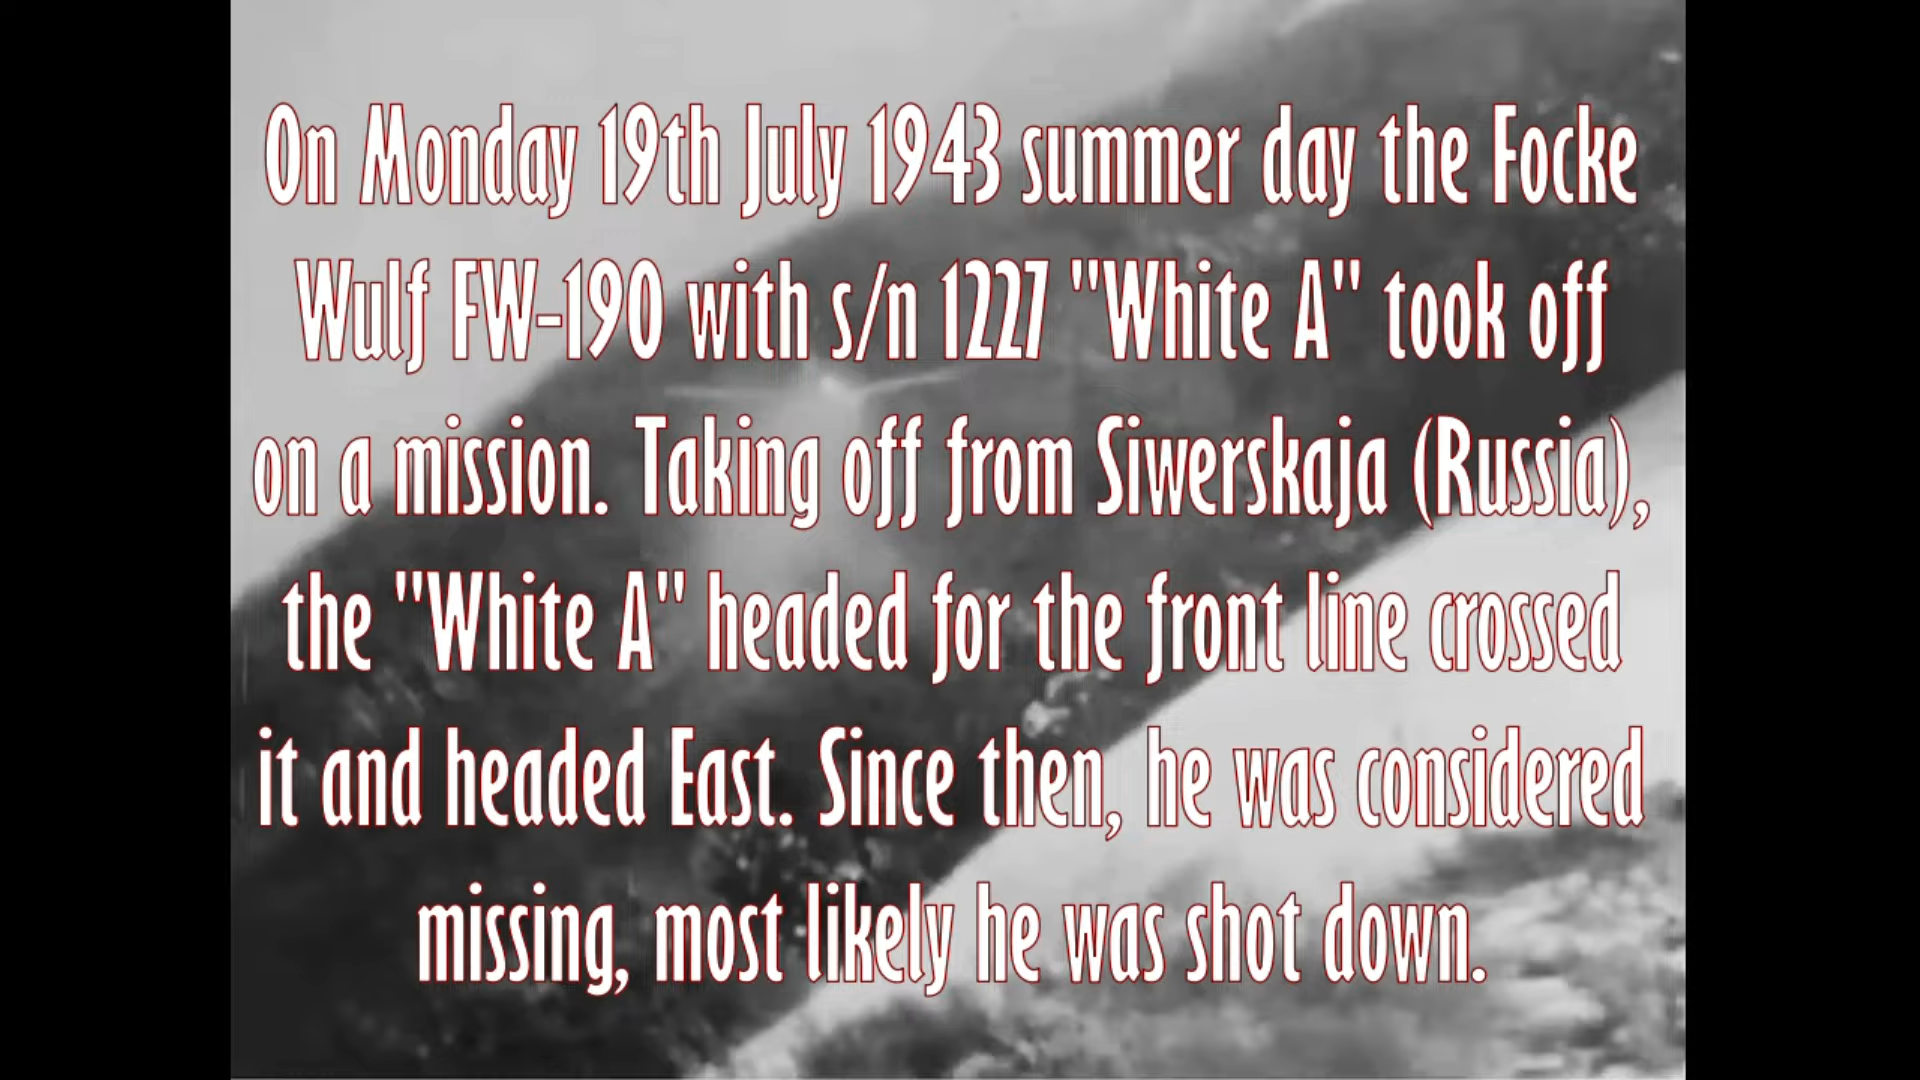 On Monday 19th July 1943 summer day the Focke
Wulf FW-190 with s/n 1227 "White A" took off
on a mission. Taking off from Siwerskaja (Russia),
the "White A" headed for the front line crossed
it and headed East. Since then, he was considered
missing, most likely he was shot down.